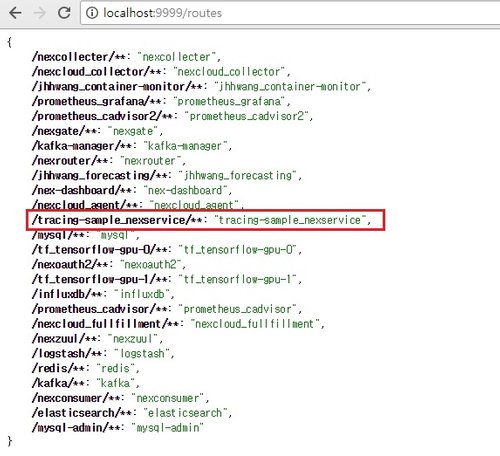 localhost:9999/routes
{
/nexcollecter/**: "nexcollecter",
/nexcloud_collector/**: "nexcloud_collector",
/jhhwang_container-monitor/**: "jhhwang_container-monitor",
/prometheus_grafana/**: "prometheus_grafana",
/prometheus_cadvisor2/**: "prometheus_cadvisor2",
/nexgate/**: "nexgate",
/kafka-manager/**: "kafka-manager",
/nexrouter/**: "nexrouter",
/jhhwang_forecasting/**: "jhhwang_forecasting",
/nex-dashboard/**: "nex-dashboard",
/nexcloud_agent/**: "nexcloud_agent",
/tracing-sample_nexservice/**: "tracing-sample_nexservice",
/mysql/**: "mysql",
/tf_tensorflow-gpu-0/**: "tf_tensorflow-gpu-0",
/nexoauth2/**: "nexoauth2",
/tf_tensorflow-gpu-1/**: "tf_tensorflow-gpu-1",
/influxdb/**: "influxdb",
/prometheus_cadvisor/**: "prometheus_cadvisor",
/nexcloud_fullfillment/**: "nexcloud_fullfillment",
/nexzuul/**: "nexzuul",
/logstash/**: "logstash",
/redis/**: "redis",
/kafka/**: "kafka",
/nexconsumer/**: "nexconsumer",
/elasticsearch/**: "elasticsearch",
/mysql-admin/**: "mysql-admin"
}